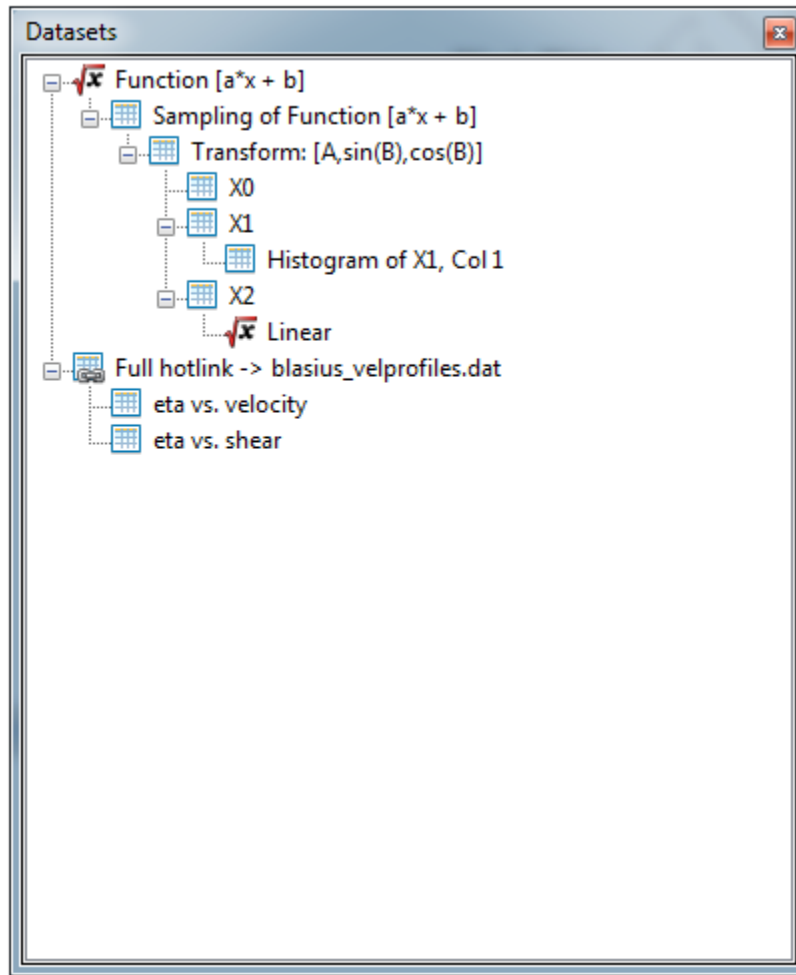 Datasets
Function [a*x + b]
Sampling of Function [a*x + b]
Transform: [A,sin(B),cos(B)]
X0
X1
Histogram of X1, Col 1
X2
Linear
Full hotlink -> blasius_velprofiles.dat
eta vs. velocity
eta vs. shear